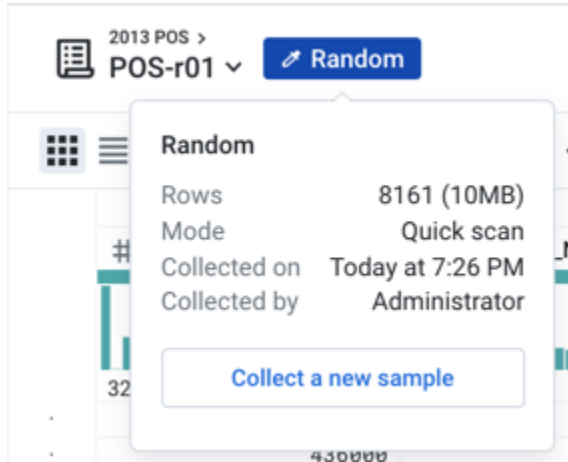 2013 POS >
POS-r01
Random
Random
Rows 8161 (10MB)
Mode Quick scan
Collected on Today at 7:26 PM
Collected by Administrator
#
32
Collect a new sample